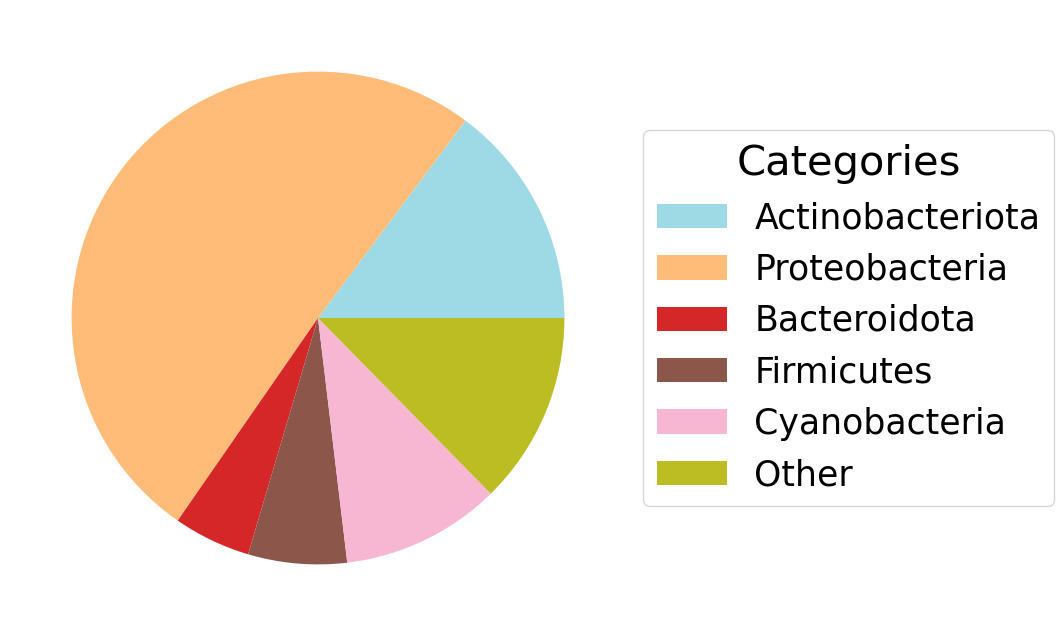 Categories
Actinobacteriota
Proteobacteria
Bacteroidota
Firmicutes
Cyanobacteria
Other